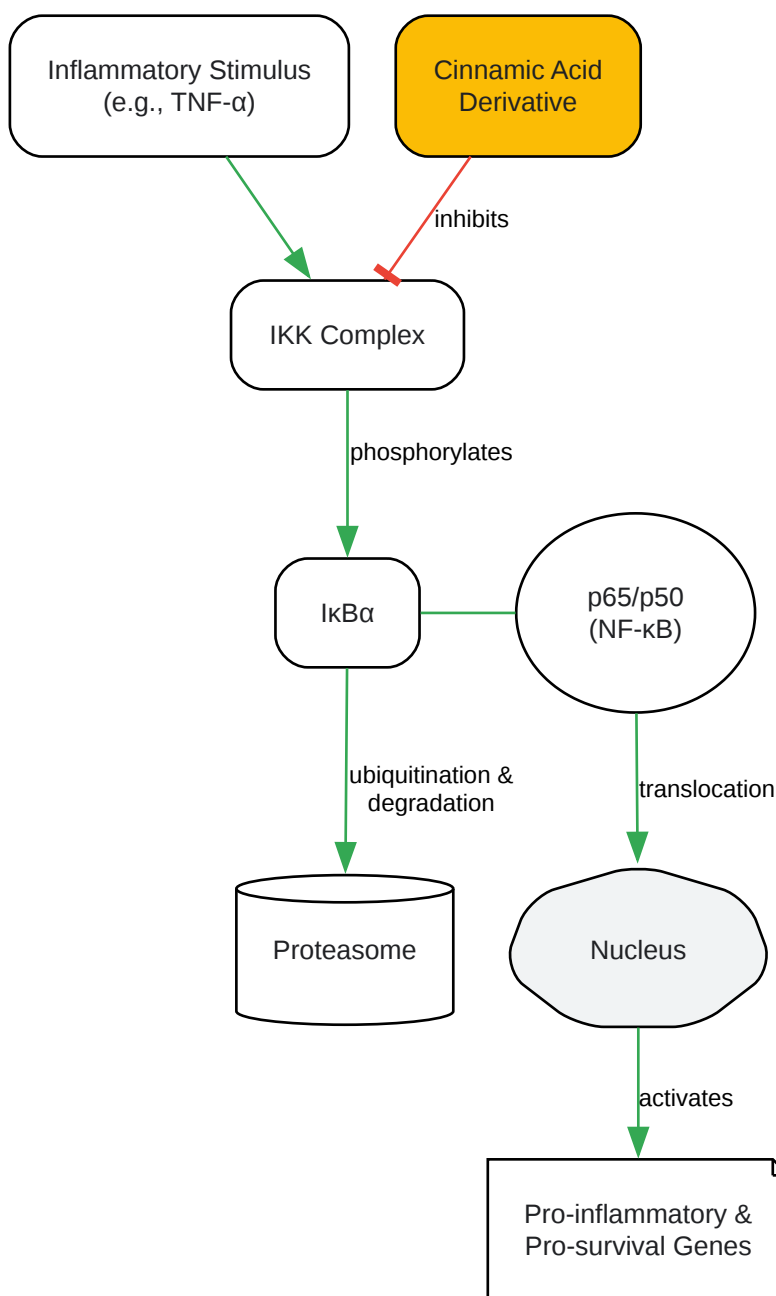 Inflammatory Stimulus
(e.g., TNF-α)
Cinnamic Acid
Derivative
inhibits
IKK Complex
phosphorylates
IκBα
p65/p50
(NF-κB)
ubiquitination &
degradation
translocation
Proteasome
Nucleus
activates
Pro-inflammatory &
Pro-survival Genes